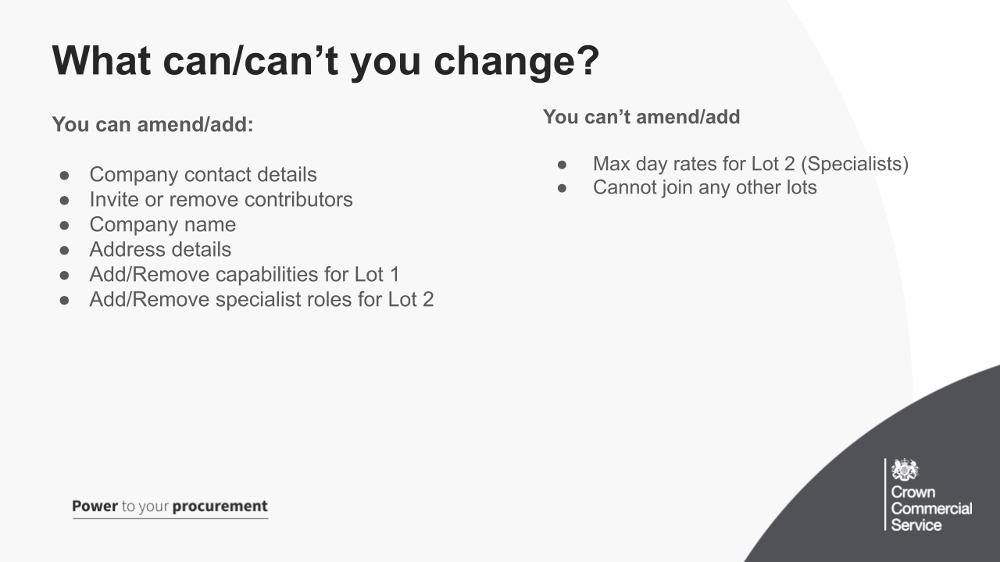 What can/can’t you change?
You can amend/add:
● Company contact details
● Invite or remove contributors
● Company name
● Address details
● Add/Remove capabilities for Lot 1
● Add/Remove specialist roles for Lot 2
You can’t amend/add
● Max day rates for Lot 2 (Specialists)
● Cannot join any other lots
Power to your procurement
Crown
Commercial
Service